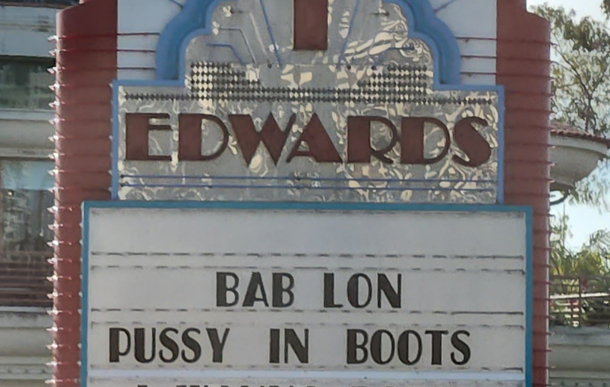 EDWARDS
BAB LON
PUSSY IN BOOTS